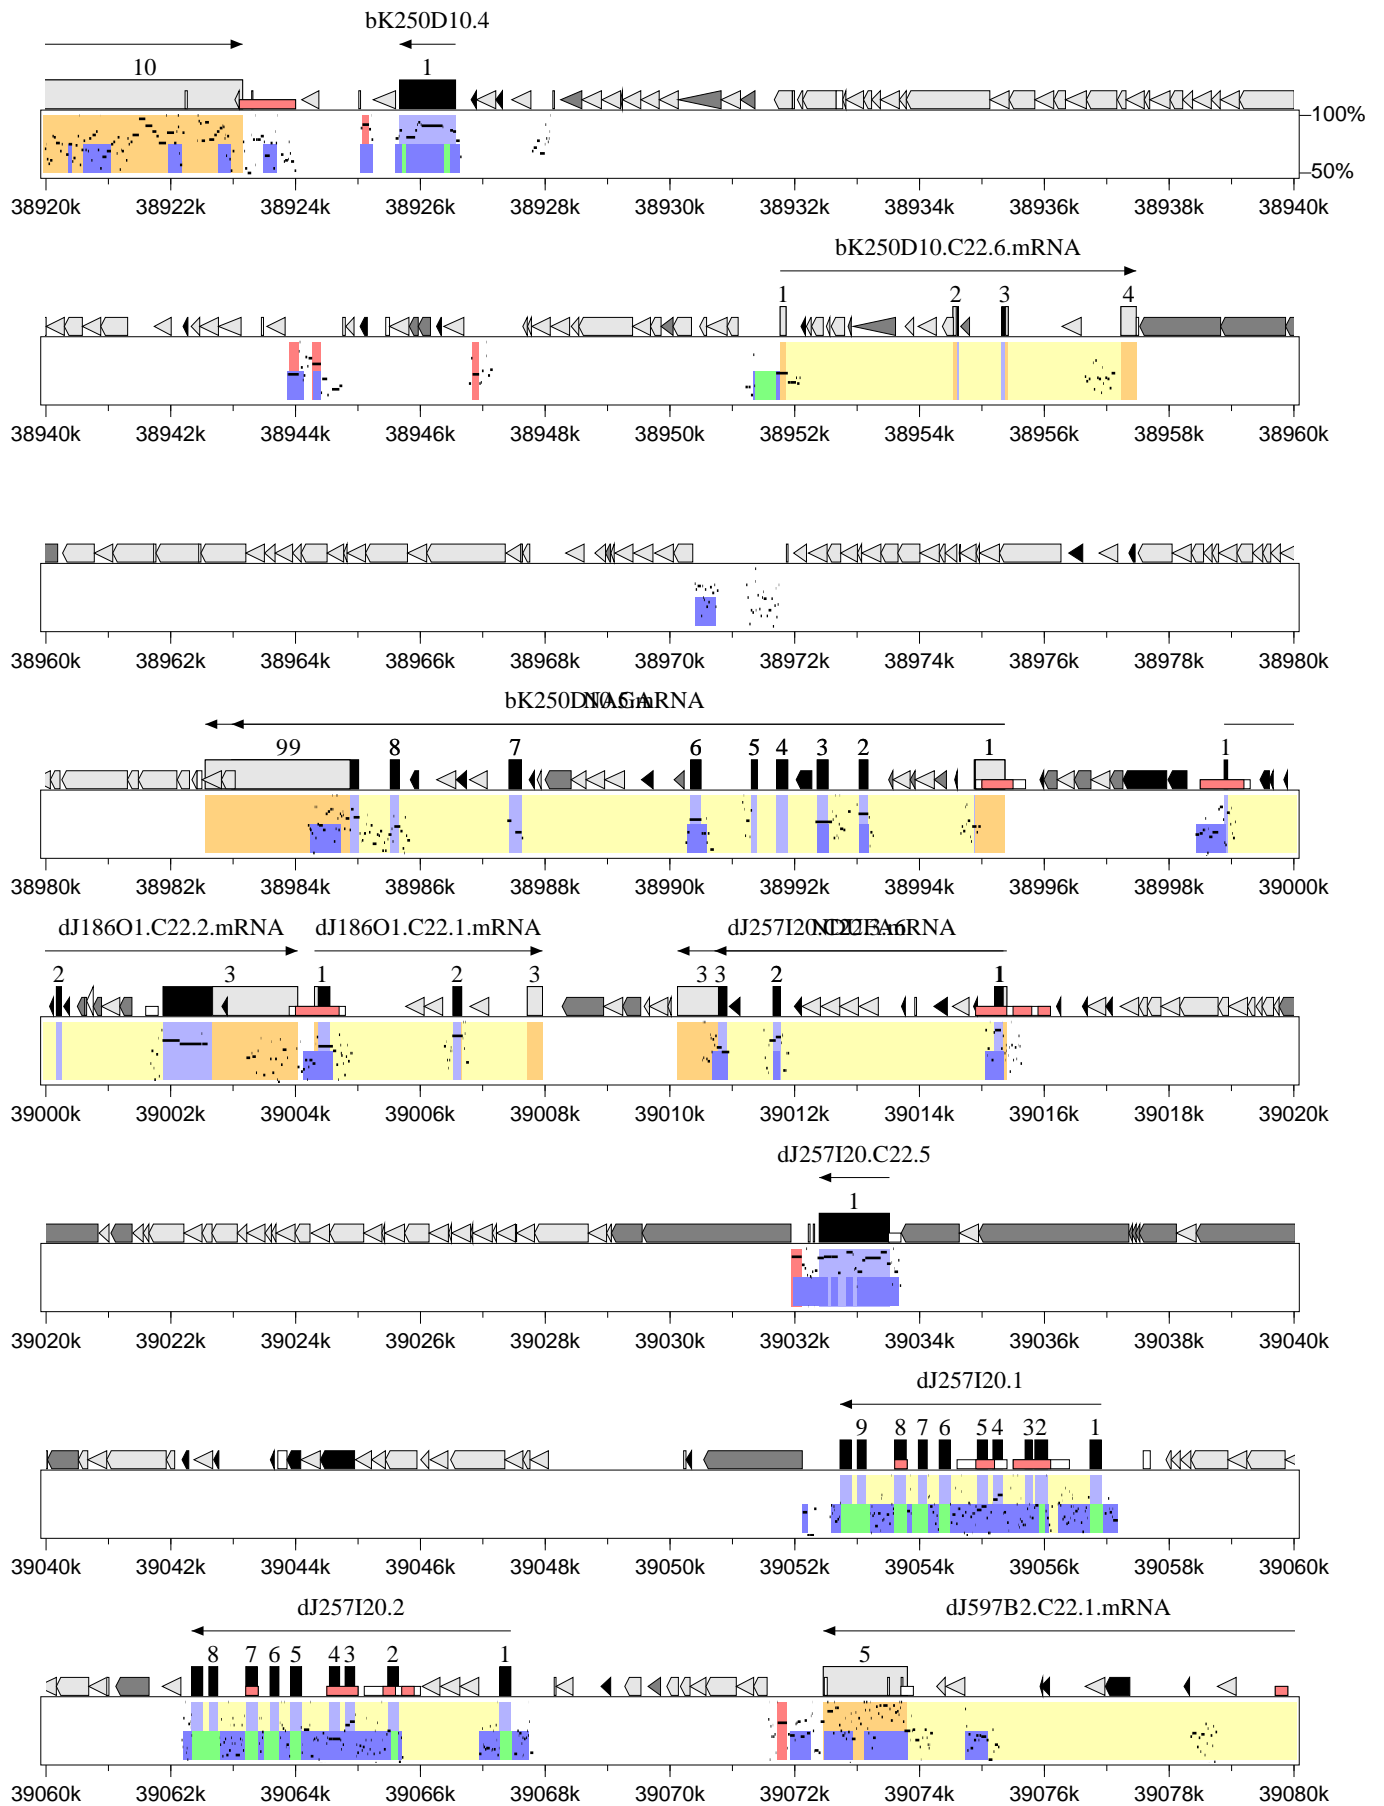 bK250D10.4
10 1
100%
50%
38920k 38922k 38924k 38926k 38928k 38930k 38932k 38934k 38936k 38938k 38940k
bK250D10.C22.6.mRNA
1 2 3 4
38940k 38942k 38944k 38946k 38948k 38950k 38952k 38954k 38956k 38958k 38960k
38960k 38962k 38964k 38966k 38968k 38970k 38972k 38974k 38976k 38978k 38980k
99 8 7 6 5 4 3 2 1 1
38980k 38982k 38984k 38986k 38988k 38990k 38992k 38994k 38996k 38998k 39000k
dJ186O1.C22.2.mRNA dJ186O1.C22.1.mRNA
2 3 1 2 3 3 3 2 1
39000k 39002k 39004k 39006k 39008k 39010k 39012k 39014k 39016k 39018k 39020k
dJ257I20.C22.5
1
39020k 39022k 39024k 39026k 39028k 39030k 39032k 39034k 39036k 39038k 39040k
dJ257I20.1
9 8 7 6 5 4 32 1
39040k 39042k 39044k 39046k 39048k 39050k 39052k 39054k 39056k 39058k 39060k
dJ257I20.2 dJ597B2.C22.1.mRNA
8 7 6 5 4 3 2 1 5
39060k 39062k 39064k 39066k 39068k 39070k 39072k 39074k 39076k 39078k 39080k